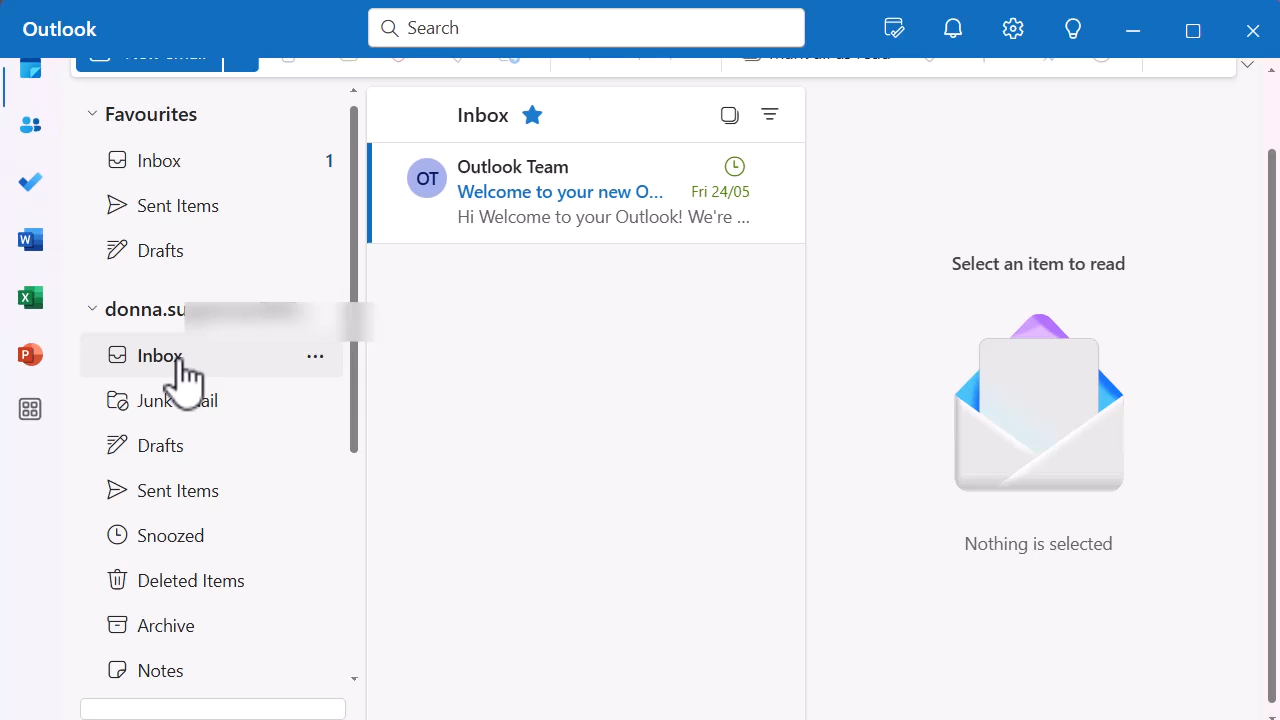 Outlook
Search
Favourites
Inbox 1
Sent Items
Drafts
donna.su
Inbox ...
Junk
Drafts
Sent Items
Snoozed
Deleted Items
Archive
Notes
Inbox
OT
Outlook Team
Welcome to your new O...
Fri 24/05
Hi Welcome to your Outlook! We're ...
Select an item to read
Nothing is selected